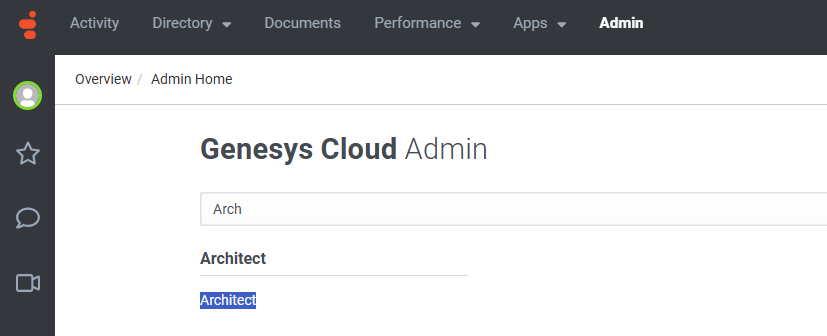 Activity Directory Documents Performance Apps Admin
Overview / Admin Home
Genesys Cloud Admin
Arch
Architect
Architect